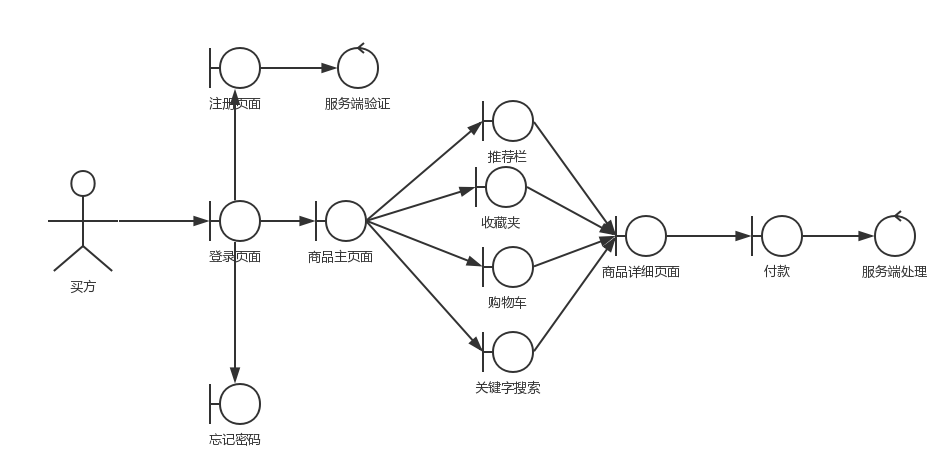 注册页面
服务端验证
推荐栏
收藏夹
买方
登录页面
商品主页面
商品详细页面
付款
服务端处理
购物车
关键字搜索
忘记密码